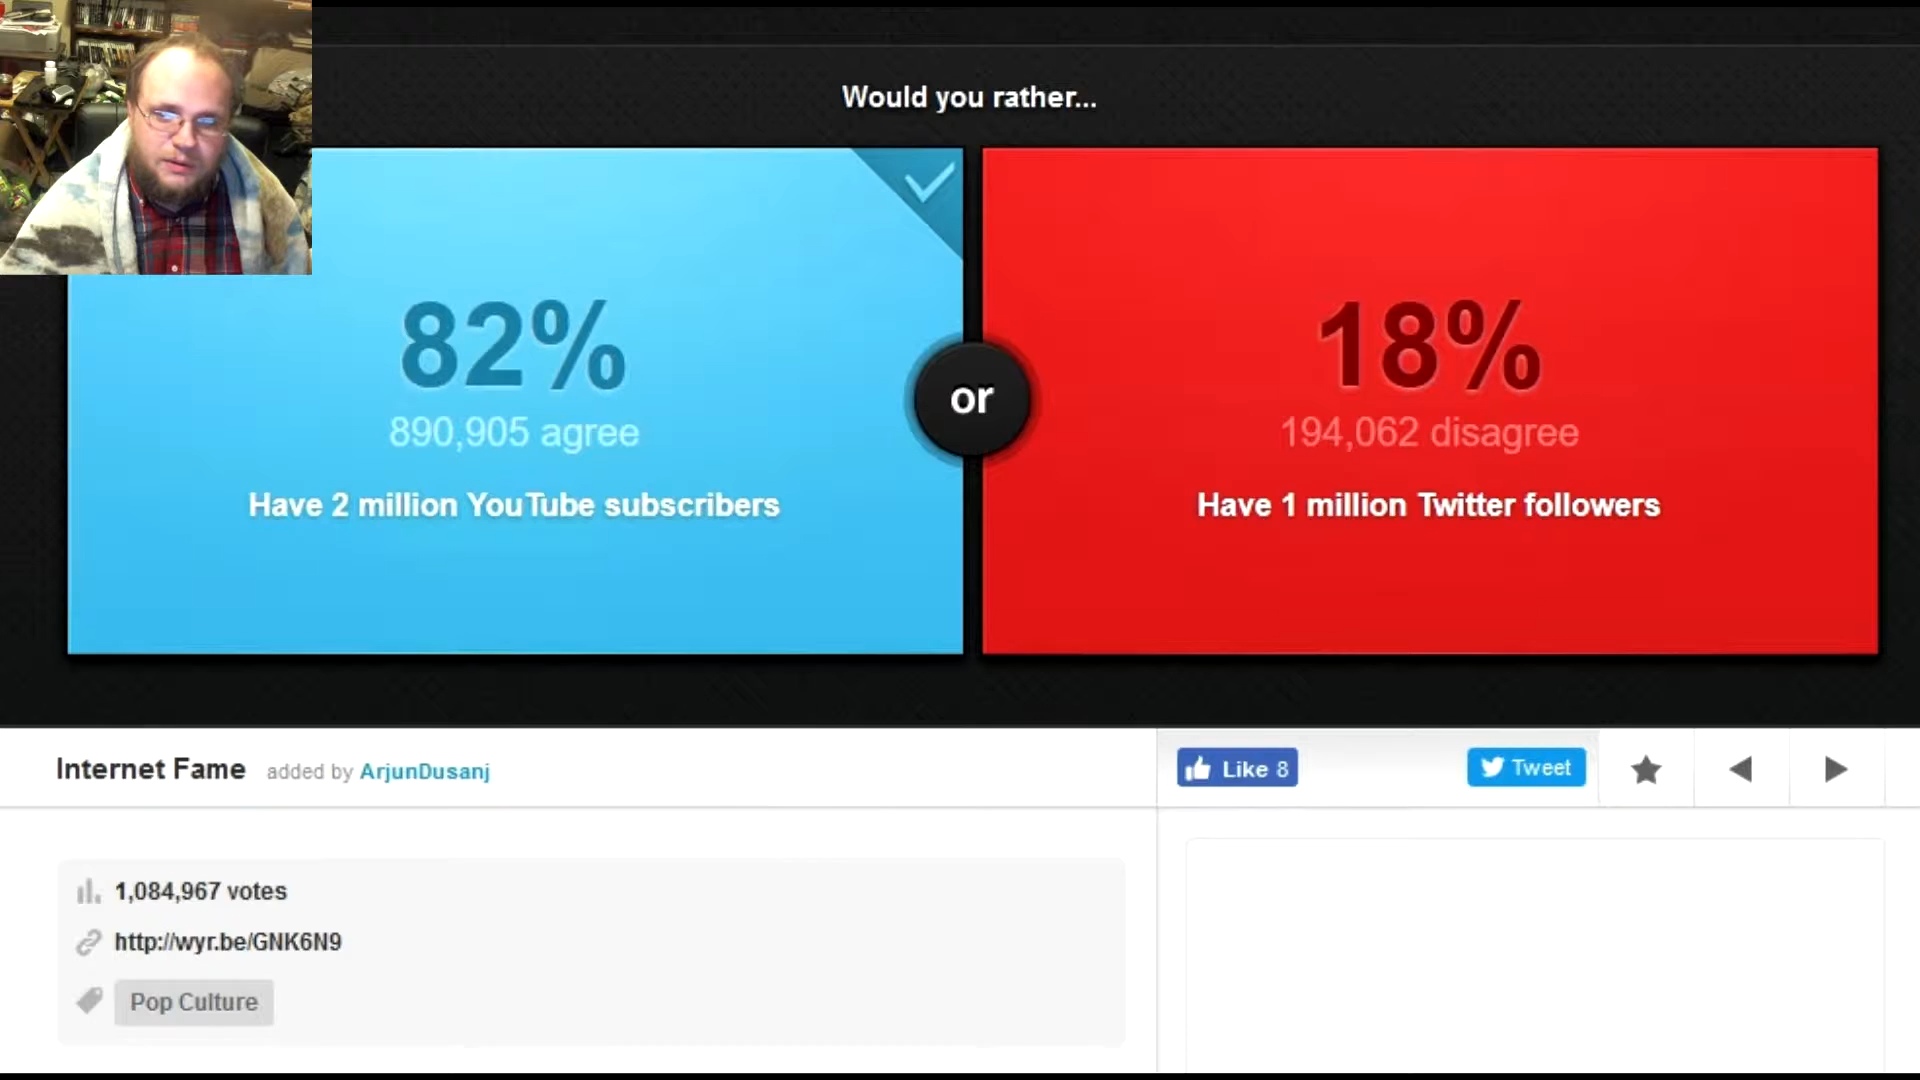 Would you rather...
82%
890,905 agree
Have 2 million YouTube subscribers
or
18%
194,062 disagree
Have 1 million Twitter followers
Internet Fame added by ArjunDusanj
Like 8
Tweet
1,084,967 votes
http://wyr.be/GNK6N9
Pop Culture